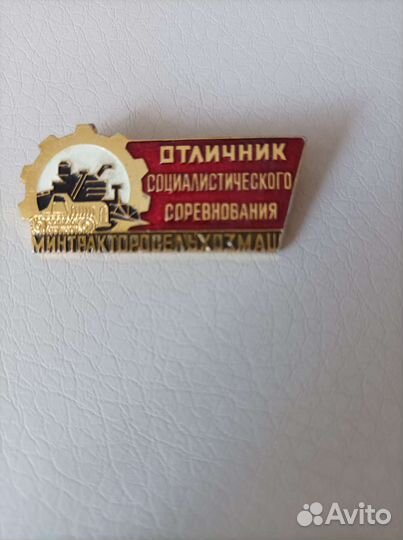 ОТЛИЧНИК
СОЦИАЛИСТИЧЕСКОГО
СОРЕВНОВАНИЯ
МИНТРАКТОРОСЕЛЬХОЗМАШ
Avito